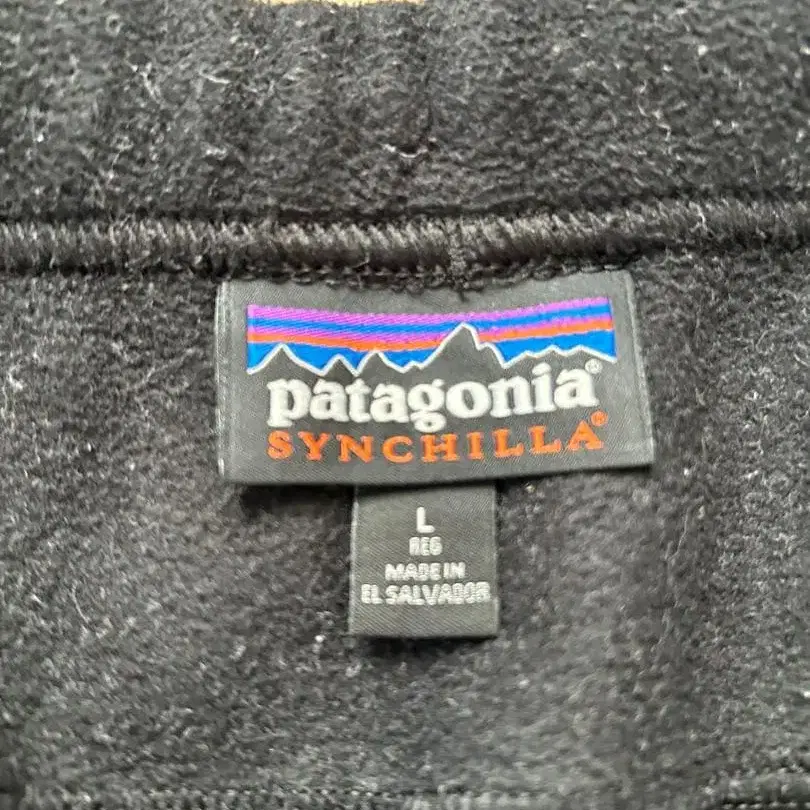 patagonia®
SYNCHILLA®
L
REG
MADE IN
EL SALVADOR